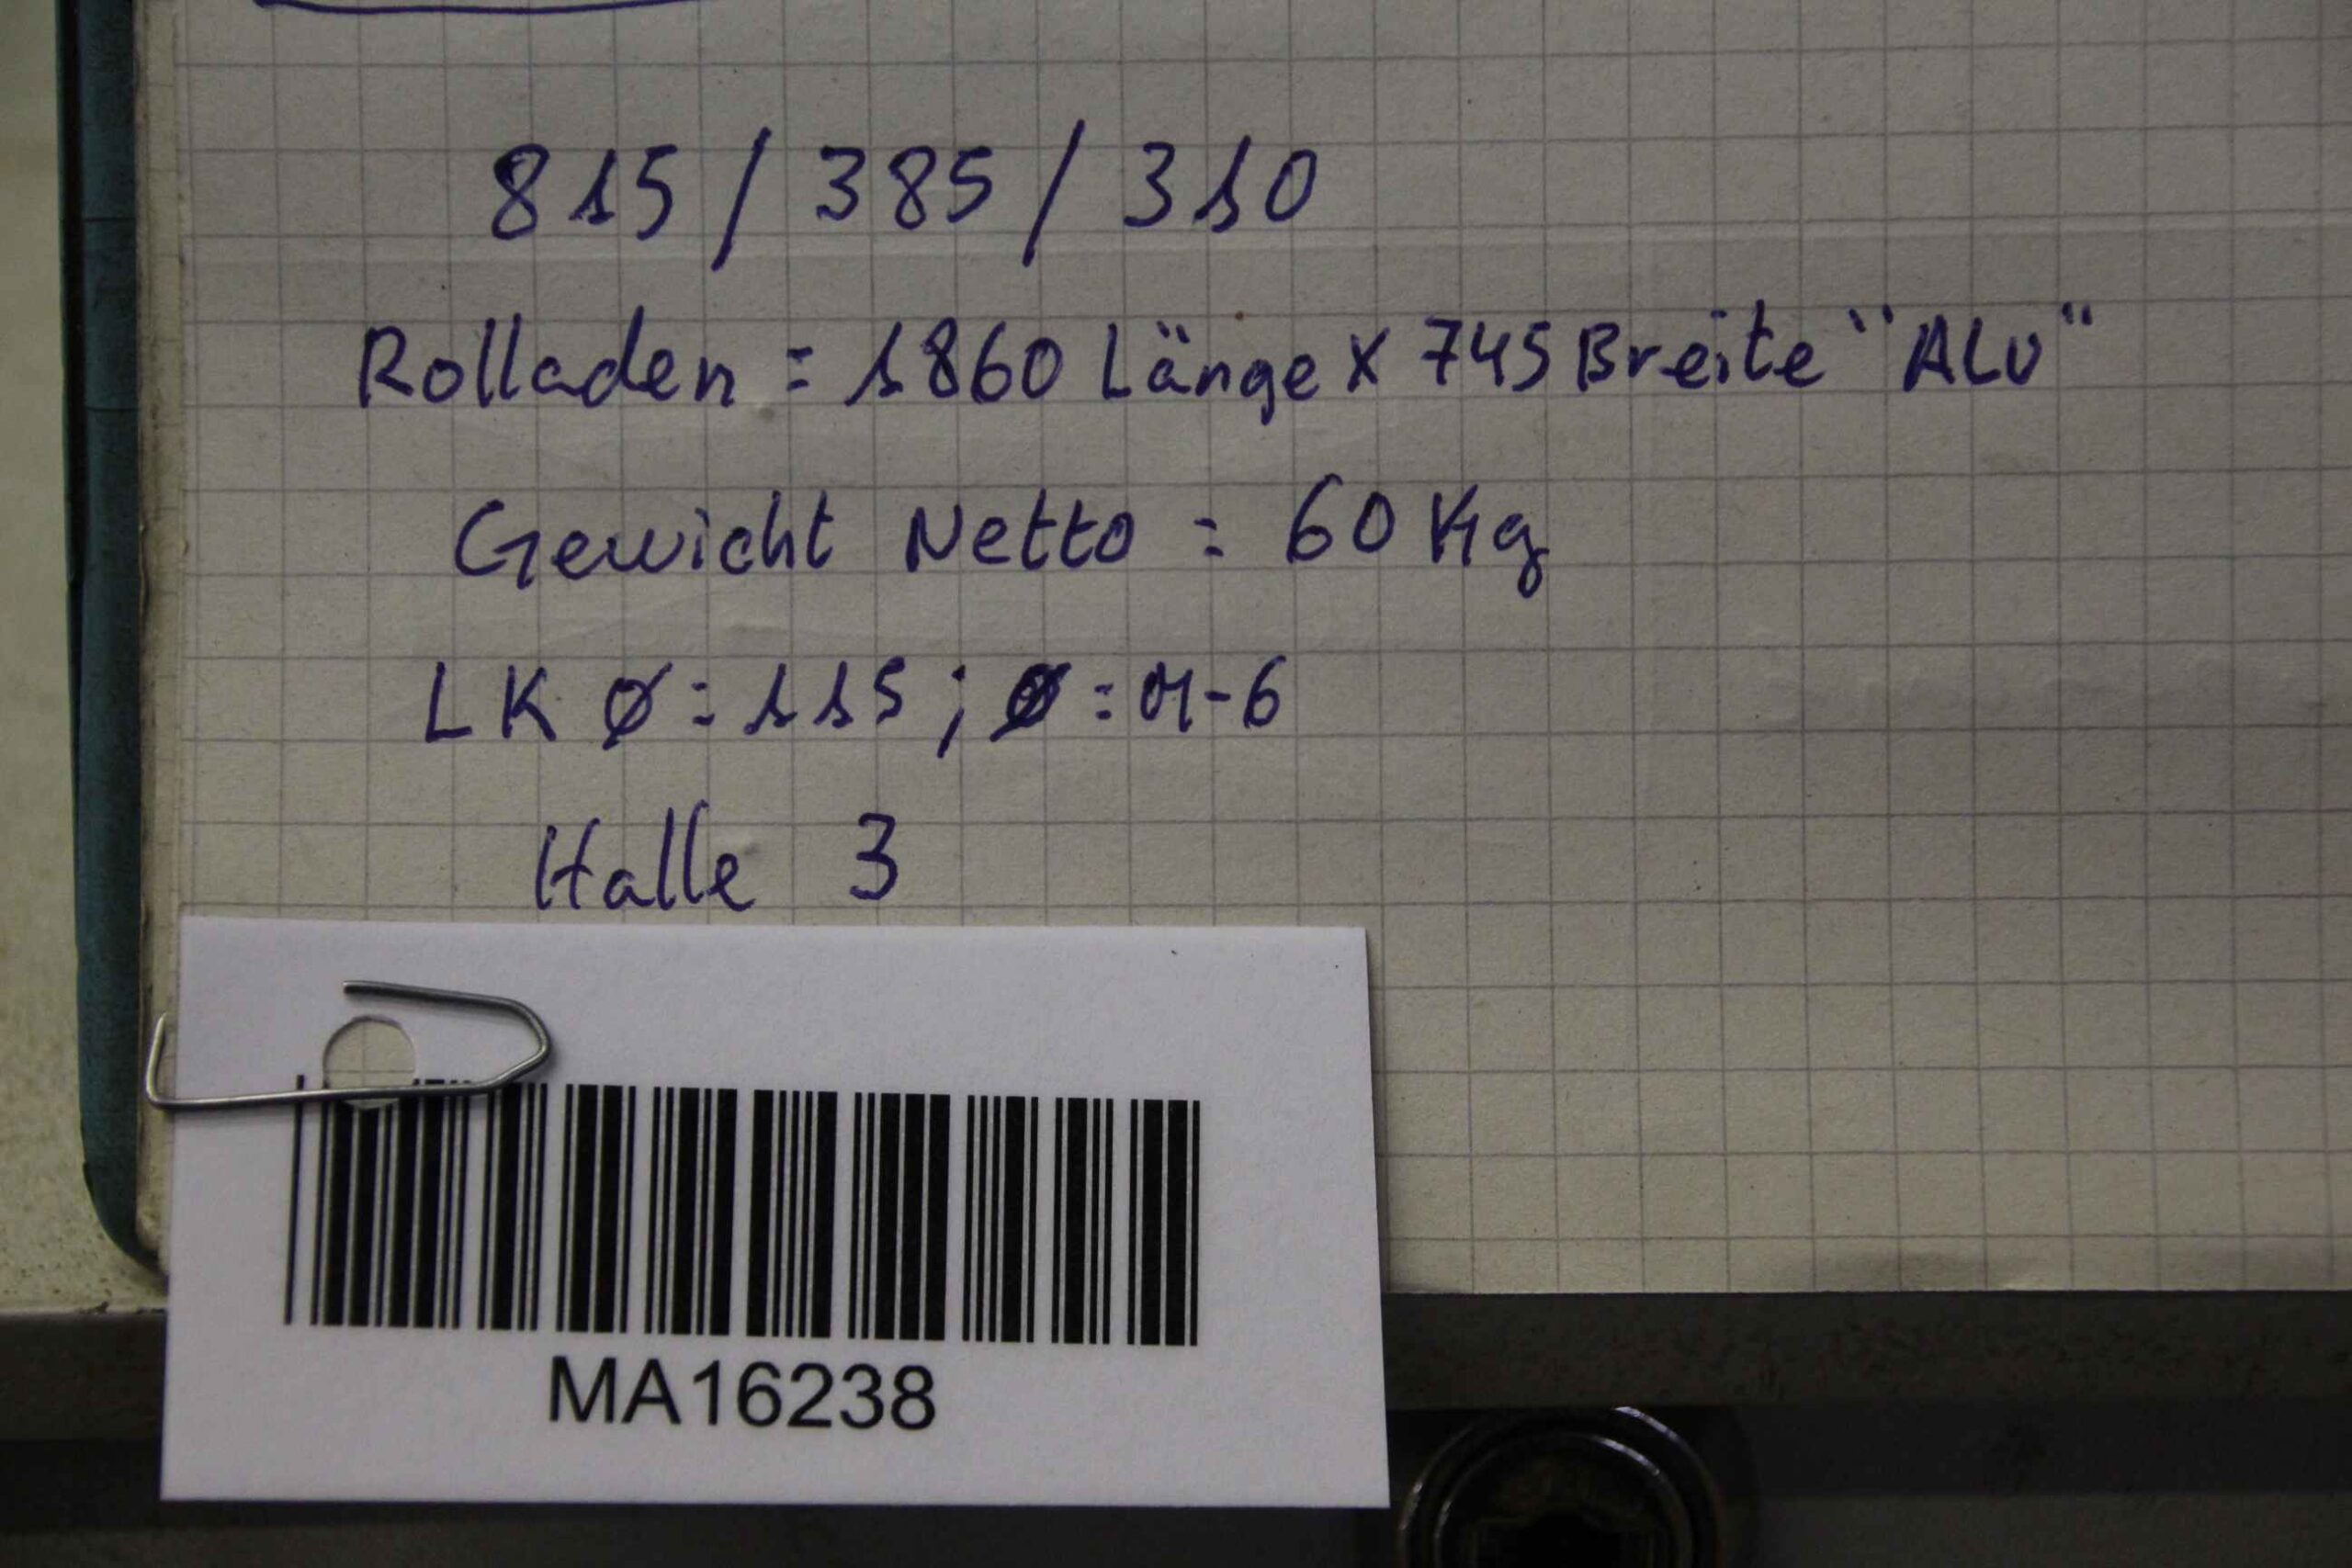 815 / 385 / 310
Rolladen = 1860 Länge x 745 Breite "ALU"
Gewicht Netto = 60 Kg
LK Ø = 115 ; Ø = M-6
Halle 3
MA16238